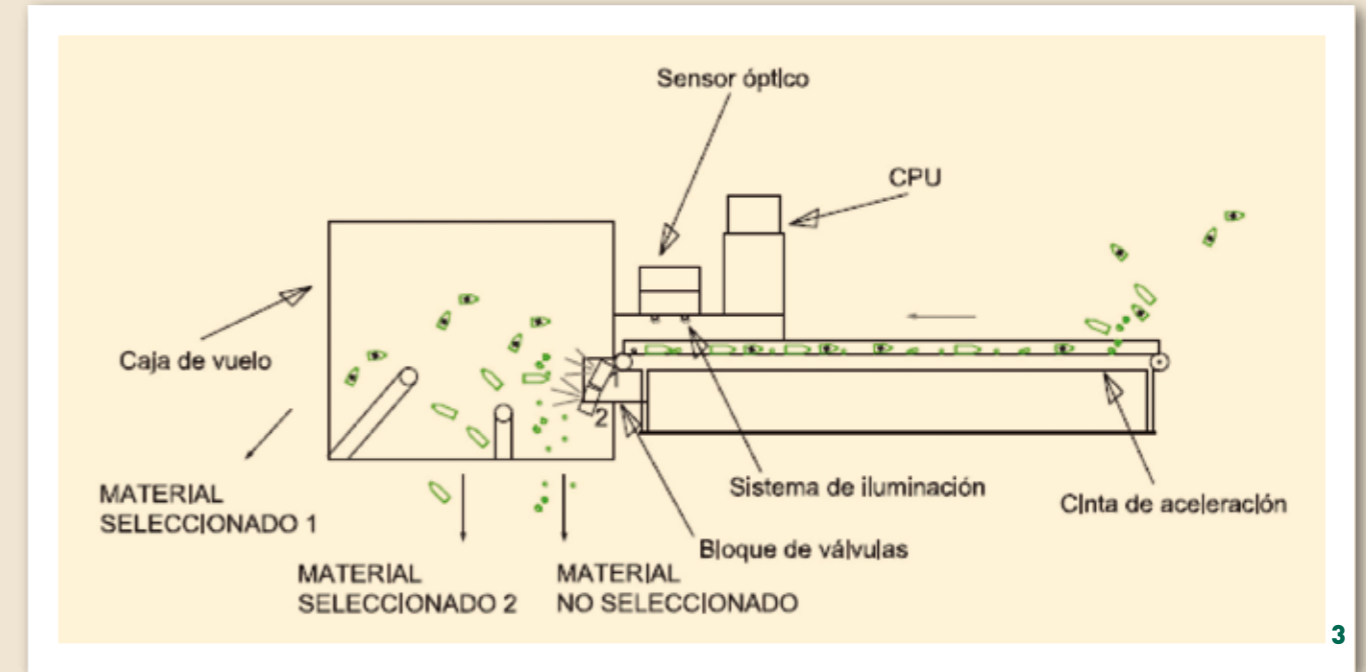 Sensor óptico
CPU
Caja de vuelo
1
2
Sistema de iluminación
Cinta de aceleración
MATERIAL
SELECCIONADO 1
Bloque de válvulas
MATERIAL
SELECCIONADO 2
MATERIAL
NO SELECCIONADO
3